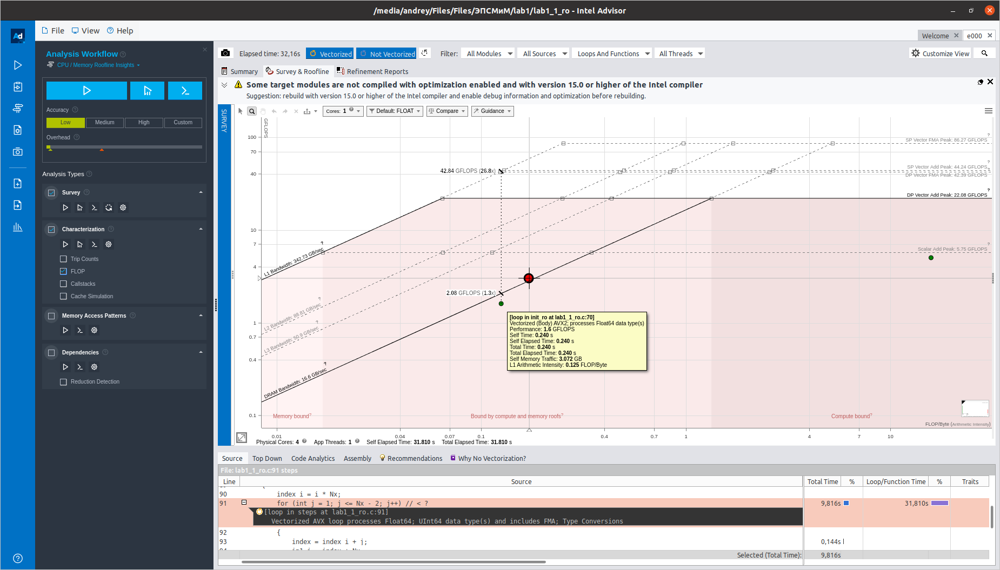 /media/andrey/Files/Files/ЭПСМиМ/lab1/lab1_1_ro - Intel Advisor
Ad
File View Help
Welcome
e000
Analysis Workflow
CPU / Memory Roofline Insights
Accuracy
Low Medium High Custom
Overhead
Analysis Types
Survey
Characterization
Trip Counts
FLOP
Callstacks
Cache Simulation
Memory Access Patterns
Dependencies
Reduction Detection
Elapsed time: 32,16s Vectorized Not Vectorized Filter: All Modules All Sources Loops And Functions All Threads Customize View
Summary Survey & Roofline Refinement Reports
Some target modules are not compiled with optimization enabled and with version 15.0 or higher of the Intel compiler
Suggestion: rebuild with version 15.0 or higher of the Intel compiler and enable debug information and optimization before rebuilding.
SURVEY
Cores: 1 Default: FLOAT Compare Guidance
GFLOPS
100
70
40
10
7
4
1
0.7
0.4
0.1
SP Vector FMA Peak: 86.27 GFLOPS
SP Vector Add Peak: 44.24 GFLOPS
DP Vector FMA Peak: 42.39 GFLOPS
DP Vector Add Peak: 22.08 GFLOPS
Scalar Add Peak: 5.75 GFLOPS
42.84 GFLOPS (26.8x)
2.08 GFLOPS (1.3x)
L1 Bandwidth: 342.73 GB/sec
L2 Bandwidth: 88.81 GB/sec
L3 Bandwidth: 50.9 GB/sec
DRAM Bandwidth: 16.6 GB/sec
[loop in init_ro at lab1_1_ro.c:70]
Vectorized (Body) AVX2; processes Float64 data type(s)
Performance: 1.6 GFLOPS
Self Time: 0.240 s
Self Elapsed Time: 0.240 s
Total Time: 0.240 s
Total Elapsed Time: 0.240 s
Self Memory Traffic: 3.072 GB
L1 Arithmetic Intensity: 0.125 FLOP/Byte
Memory bound? Bound by compute and memory roofs? Compute bound?
FLOP/Byte (Arithmetic Intensity)
0.01 0.04 0.07 0.1 0.4 0.7 1 4 7 10
Physical Cores: 4 App Threads: 1 Self Elapsed Time: 31.810 s Total Elapsed Time: 31.810 s
Source Top Down Code Analytics Assembly Recommendations Why No Vectorization?
File: lab1_1_ro.c:91 steps
Line Source Total Time % Loop/Function Time % Traits
90 index i = i * Nx;
91 for (int j = 1; j <= Nx - 2; j++) // < ? 9,816s 31,810s
[loop in steps at lab1_1_ro.c:91]
Vectorized AVX loop processes Float64; UInt64 data type(s) and includes FMA; Type Conversions
92 {
93 index = index i + j; 0,144s
Selected (Total Time): 9,816s